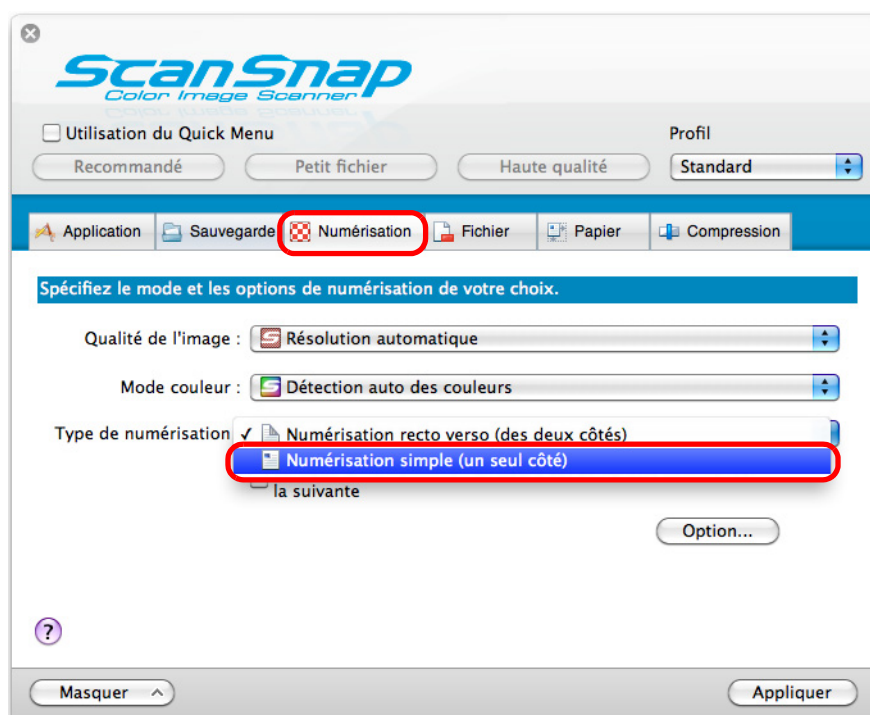 ScanSnap
Color Image Scanner
Utilisation du Quick Menu
Profil
Recommandé Petit fichier Haute qualité Standard
Application Sauvegarde Numérisation Fichier Papier Compression
Spécifiez le mode et les options de numérisation de votre choix.
Qualité de l'image : Résolution automatique
Mode couleur : Détection auto des couleurs
Type de numérisation ✓ Numérisation recto verso (des deux côtés)
Numérisation simple (un seul côté)
la suivante
Option...
?
Masquer Appliquer